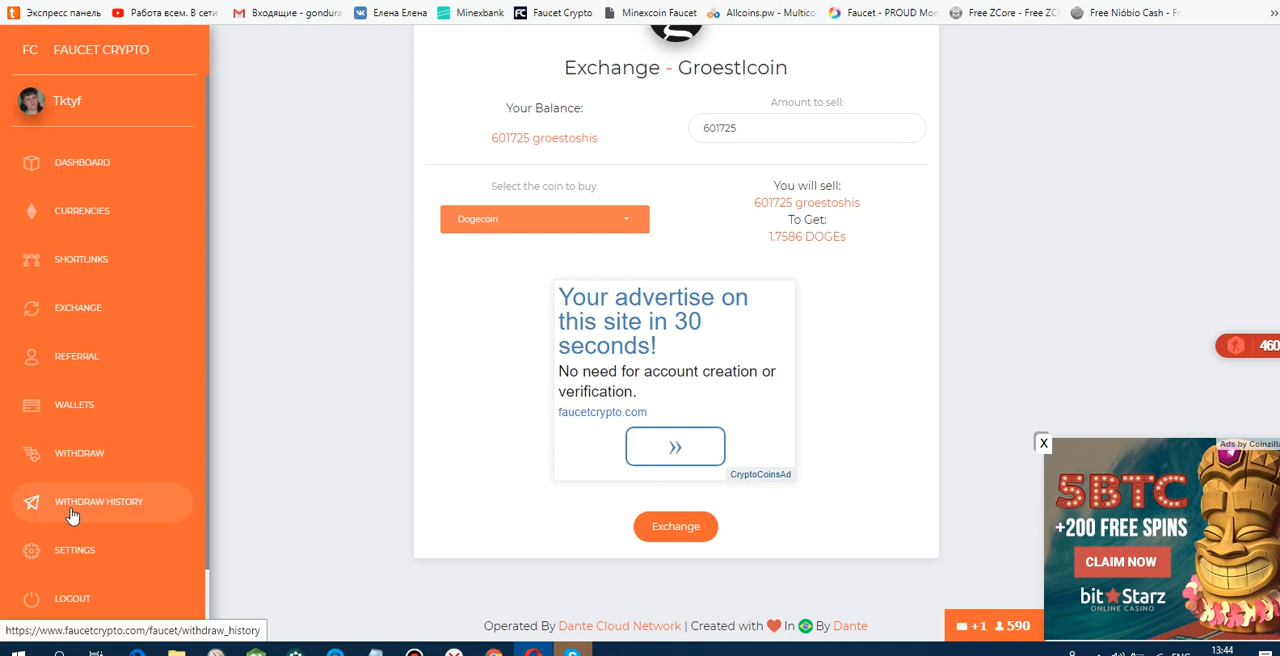 Экспресс панель
Работа всем. В сети
Входящие - gondura
Елена Елена
Minexbank
FC Faucet Crypto
Minexcoin Faucet
Allcoins.pw - Multico
Faucet - PROUD Mon
Free ZCore - Free ZC
Free Nióbio Cash - Fr
»
FC FAUCET CRYPTO
Tktyf
DASHBOARD
CURRENCIES
SHORTLINKS
EXCHANGE
REFERRAL
WALLETS
WITHDRAW
WITHDRAW HISTORY
SETTINGS
LOGOUT
https://www.faucetcrypto.com/faucet/withdraw_history
Exchange - Groestlcoin
Your Balance:
601725 groestoshis
Amount to sell:
601725
Select the coin to buy.
Dogecoin
You will sell:
601725 groestoshis
To Get:
1.7586 DOGEs
Your advertise on
this site in 30
seconds!
No need for account creation or
verification.
faucetcrypto.com
»
CryptoCoinsAd
Exchange
460
X
Ads by Coinzilla
5BTC
+200 FREE SPINS
CLAIM NOW
bitStarz
ONLINE CASINO
Operated By Dante Cloud Network | Created with In By Dante
+1 590
ENG
13:44